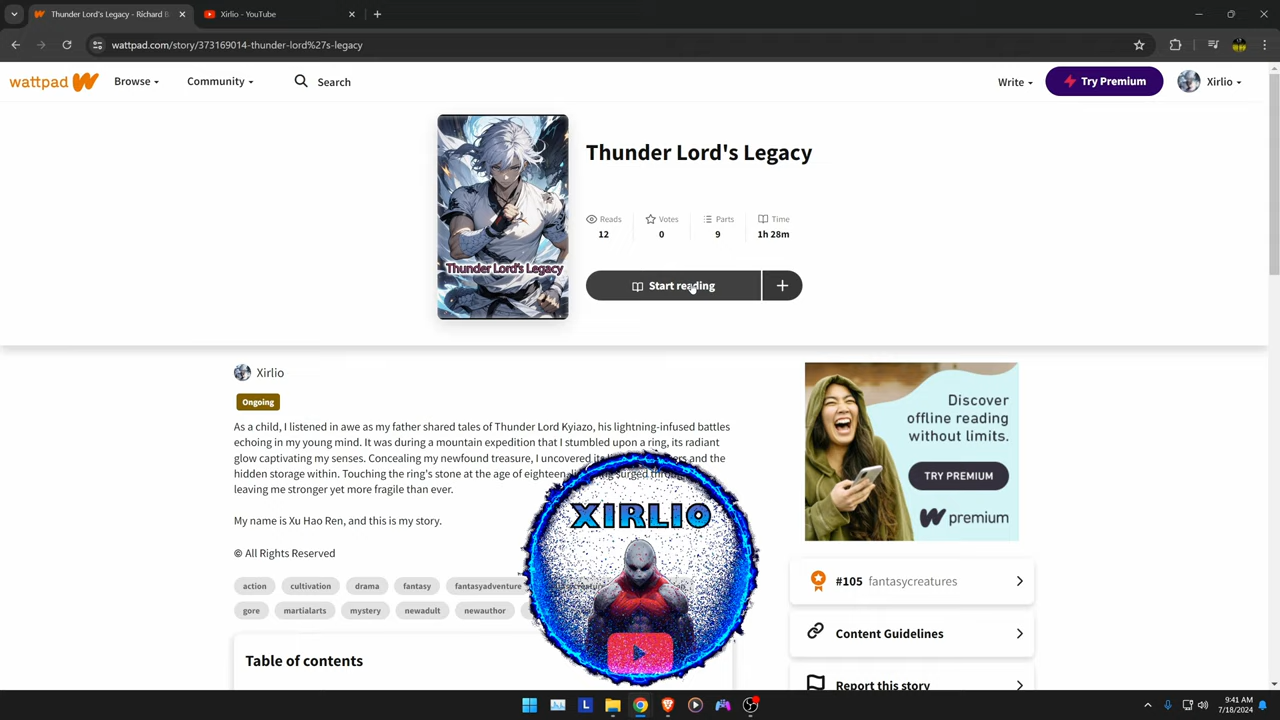 Thunder Lord's Legacy - Richard B
Xirlio - YouTube
wattpad.com/story/373169014-thunder-lord%27s-legacy
wattpad
Browse
Community
Search
Write
Try Premium
Xirlio
Thunder Lord's Legacy
Thunder Lord's Legacy
Reads
Votes
Parts
Time
12
0
9
1h 28m
Start reading
Xirlio
Ongoing
As a child, I listened in awe as my father shared tales of Thunder Lord Kyiazo, his lightning-infused battles
echoing in my young mind. It was during a mountain expedition that I stumbled upon a ring, its radiant
glow captivating my senses. Concealing my newfound treasure, I uncovered its and the
hidden storage within. Touching the ring's stone at the age of eighteen, surged
leaving me stronger yet more fragile than ever.
My name is Xu Hao Ren, and this is my story.
© All Rights Reserved
action cultivation drama fantasy fantasyadventure
gore martialarts mystery newadult newauthor
Table of contents
XIRLIO
Discover
offline reading
without limits.
TRY PREMIUM
premium
#105 fantasycreatures
Content Guidelines
Report this story
9:41 AM
7/18/2024